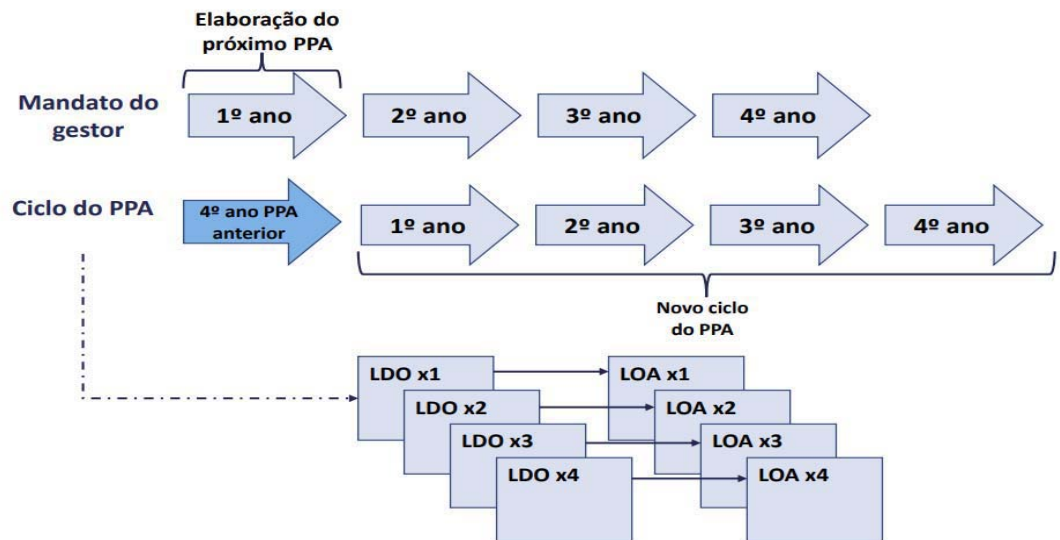 Elaboração do
próximo PPA
Mandato do
gestor
1º ano
2º ano
3º ano
4º ano
Ciclo do PPA
4º ano PPA
anterior
1º ano
2º ano
3º ano
4º ano
Novo ciclo
do PPA
LDO x1
LOA x1
LDO x2
LOA x2
LDO x3
LOA x3
LDO x4
LOA x4